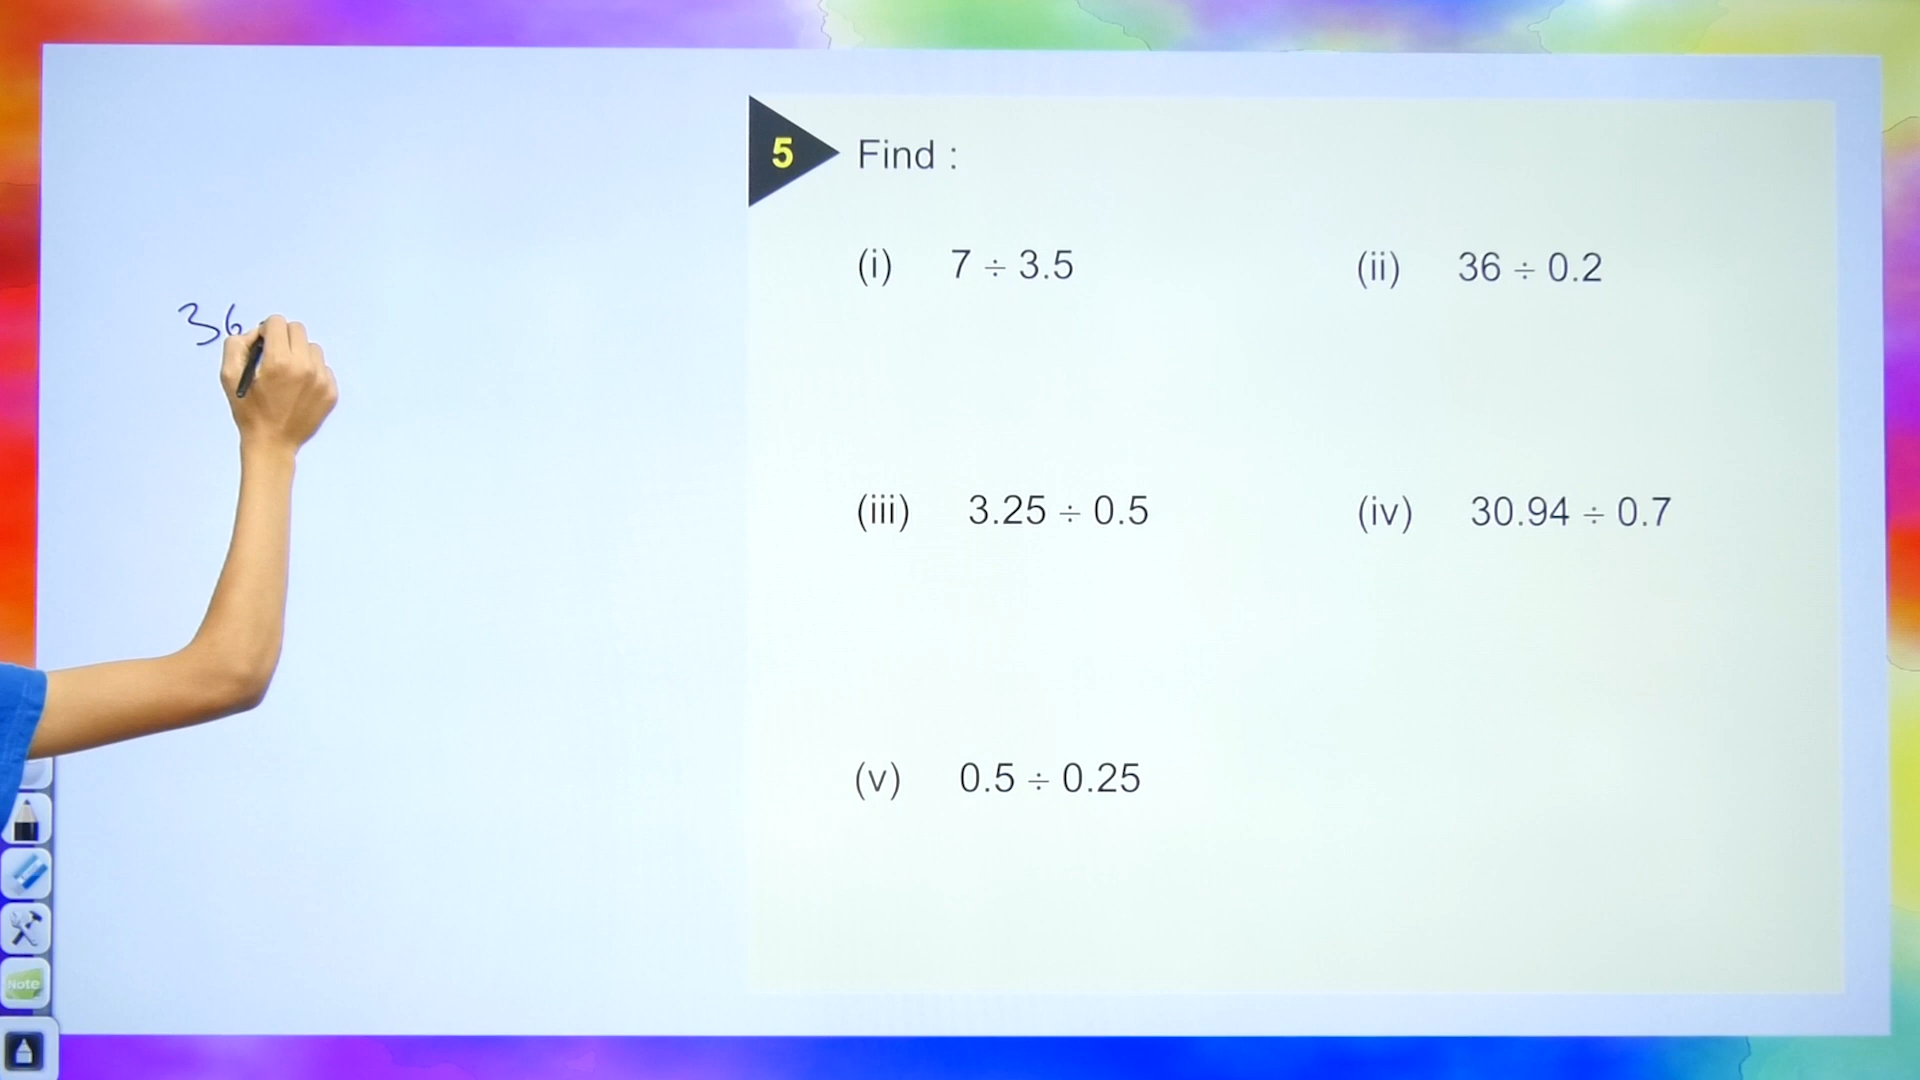 5 Find :
(i) 7 ÷ 3.5 (ii) 36 ÷ 0.2
36
(iii) 3.25 ÷ 0.5 (iv) 30.94 ÷ 0.7
(v) 0.5 ÷ 0.25
Note